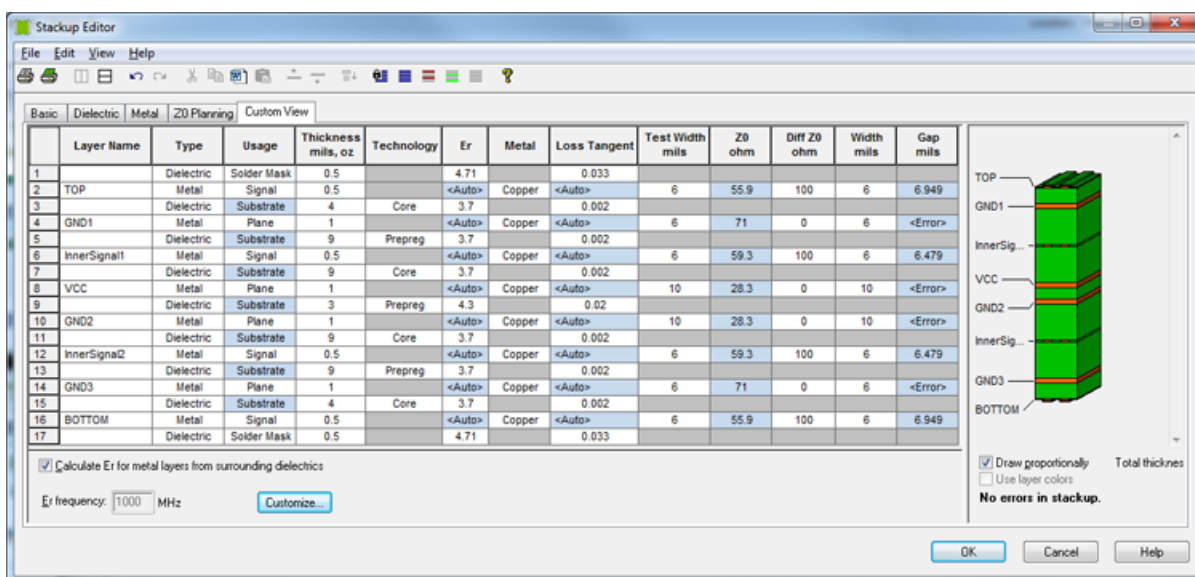 Stackup Editor
File Edit View Help
Basic Dielectric Metal Z0 Planning Custom View
Layer Name Type Usage Thickness mils, oz Technology Er Metal Loss Tangent Test Width mils Z0 ohm Diff Z0 ohm Width mils Gap mils
1 Dielectric Solder Mask 0.5 4.71 0.033
2 TOP Metal Signal 0.5 <Auto> Copper <Auto> 6 55.9 100 6 6.949
3 Dielectric Substrate 4 Core 3.7 0.002
4 GND1 Metal Plane 1 <Auto> Copper <Auto> 6 71 0 6 <Error>
5 Dielectric Substrate 9 Prepreg 3.7 0.002
6 InnerSignal1 Metal Signal 0.5 <Auto> Copper <Auto> 6 59.3 100 6 6.479
7 Dielectric Substrate 9 Core 3.7 0.002
8 VCC Metal Plane 1 <Auto> Copper <Auto> 10 28.3 0 10 <Error>
9 Dielectric Substrate 3 Prepreg 4.3 0.02
10 GND2 Metal Plane 1 <Auto> Copper <Auto> 10 28.3 0 10 <Error>
11 Dielectric Substrate 9 Core 3.7 0.002
12 InnerSignal2 Metal Signal 0.5 <Auto> Copper <Auto> 6 59.3 100 6 6.479
13 Dielectric Substrate 9 Prepreg 3.7 0.002
14 GND3 Metal Plane 1 <Auto> Copper <Auto> 6 71 0 6 <Error>
15 Dielectric Substrate 4 Core 3.7 0.002
16 BOTTOM Metal Signal 0.5 <Auto> Copper <Auto> 6 55.9 100 6 6.949
17 Dielectric Solder Mask 0.5 4.71 0.033
TOP
GND1
InnerSig...
VCC
GND2
InnerSig...
GND3
BOTTOM
Calculate Er for metal layers from surrounding dielectrics
Er frequency: 1000 MHz Customize...
Draw proportionally Total thicknes
Use layer colors
No errors in stackup.
OK Cancel Help